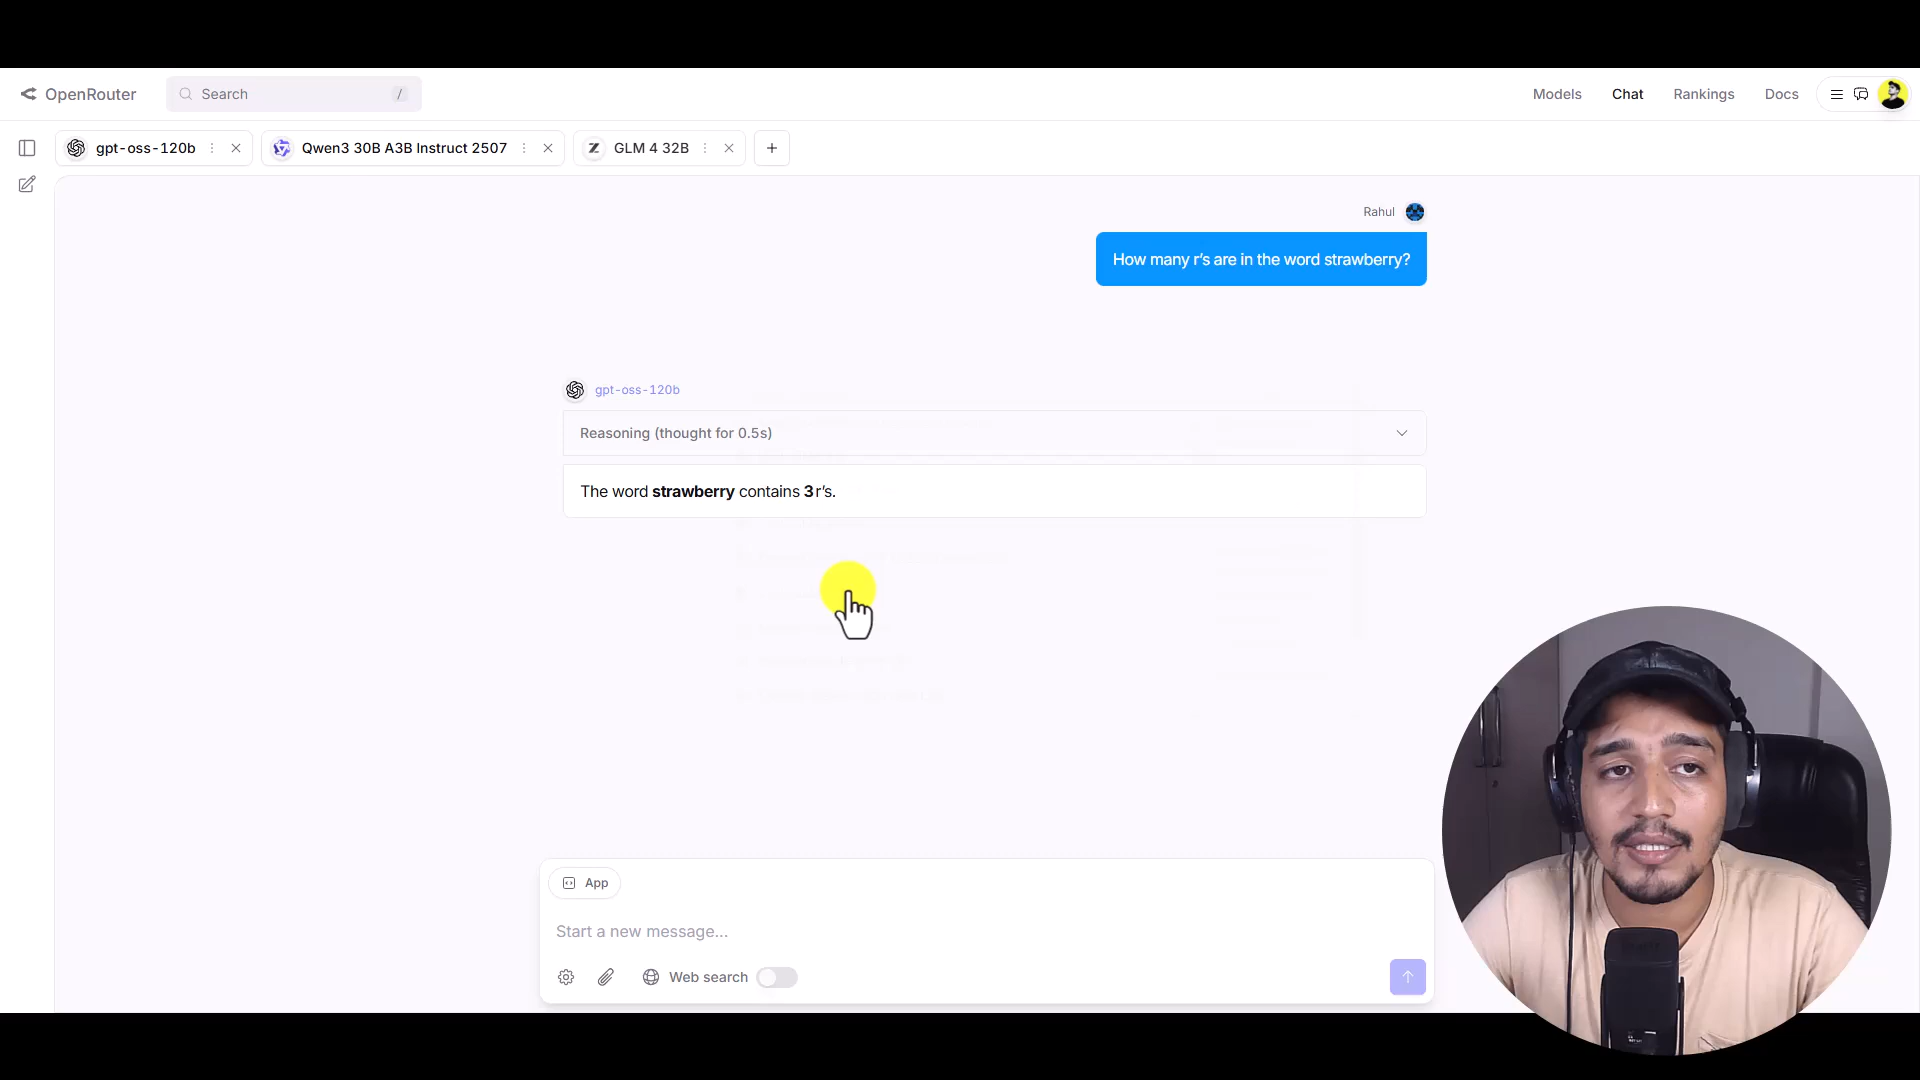 OpenRouter
Search /
Models Chat Rankings Docs
gpt-oss-120b Qwen3 30B A3B Instruct 2507 GLM 4 32B
Rahul
How many r's are in the word strawberry?
gpt-oss-120b
Reasoning (thought for 0.5s)
The word strawberry contains 3 r's.
App
Start a new message...
Web search